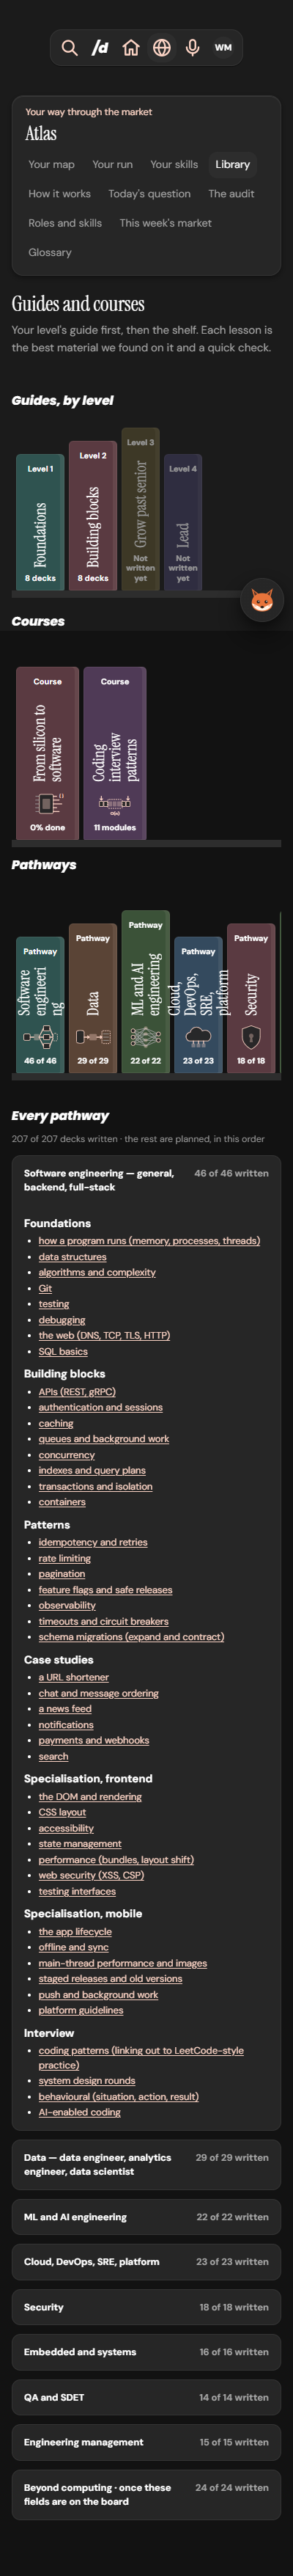 /d
WM
Your way through the market
Atlas
Your map
Your run
Your skills
Library
How it works
Today's question
The audit
Roles and skills
This week's market
Glossary
Guides and courses
Your level's guide first, then the shelf. Each lesson is
the best material we found on it and a quick check.
Guides, by level
Level 1
Foundations
8 decks
Level 2
Building blocks
8 decks
Level 3
Grow past senior
Not
written
yet
Level 4
Lead
Not
written
yet
Courses
Course
From silicon to
software
0% done
Course
Coding
interview
patterns
11 modules
Pathways
Pathway
Software
engineeri
ng
46 of 46
Pathway
Data
29 of 29
Pathway
ML and AI
engineering
22 of 22
Pathway
Cloud,
DevOps,
SRE,
platform
23 of 23
Pathway
Security
18 of 18
Every pathway
207 of 207 decks written · the rest are planned, in this order
Software engineering — general,
backend, full-stack
46 of 46 written
Foundations
• how a program runs (memory, processes, threads)
• data structures
• algorithms and complexity
• Git
• testing
• debugging
• the web (DNS, TCP, TLS, HTTP)
• SQL basics
Building blocks
• APIs (REST, gRPC)
• authentication and sessions
• caching
• queues and background work
• concurrency
• indexes and query plans
• transactions and isolation
• containers
Patterns
• idempotency and retries
• rate limiting
• pagination
• feature flags and safe releases
• observability
• timeouts and circuit breakers
• schema migrations (expand and contract)
Case studies
• a URL shortener
• chat and message ordering
• a news feed
• notifications
• payments and webhooks
• search
Specialisation, frontend
• the DOM and rendering
• CSS layout
• accessibility
• state management
• performance (bundles, layout shift)
• web security (XSS, CSP)
• testing interfaces
Specialisation, mobile
• the app lifecycle
• offline and sync
• main-thread performance and images
• staged releases and old versions
• push and background work
• platform guidelines
Interview
• coding patterns (linking out to LeetCode-style
practice)
• system design rounds
• behavioural (situation, action, result)
• AI-enabled coding
Data — data engineer, analytics
engineer, data scientist
29 of 29 written
ML and AI engineering
22 of 22 written
Cloud, DevOps, SRE, platform
23 of 23 written
Security
18 of 18 written
Embedded and systems
16 of 16 written
QA and SDET
14 of 14 written
Engineering management
15 of 15 written
Beyond computing · once these
fields are on the board
24 of 24 written